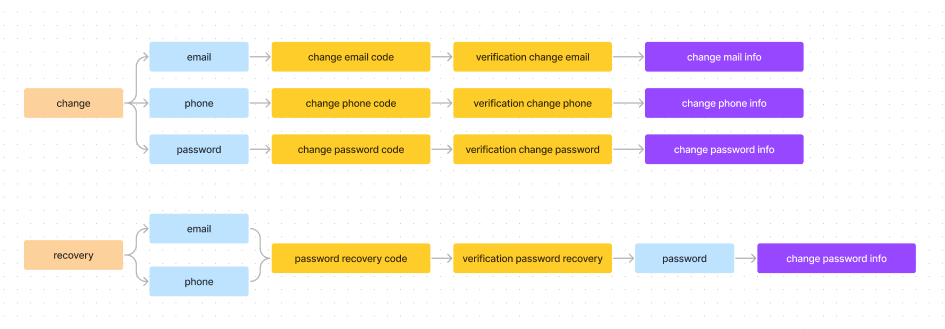 email
change email code
verification change email
change mail info
change
phone
change phone code
verification change phone
change phone info
password
change password code
verification change password
change password info
email
recovery
password recovery code
verification password recovery
password
change password info
phone